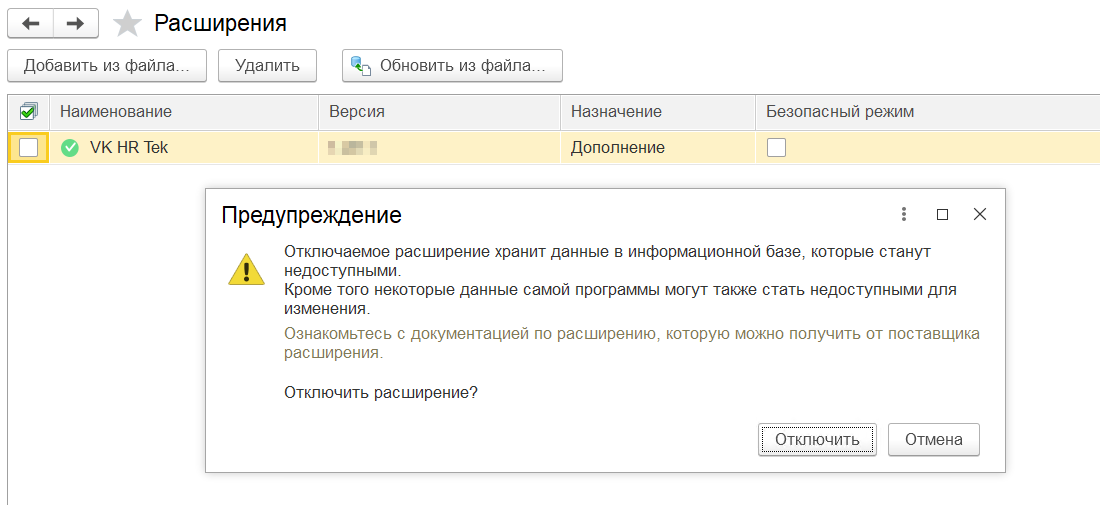 Расширения
Добавить из файла...
Удалить
Обновить из файла...
Наименование
Версия
Назначение
Безопасный режим
VK HR Tek
Дополнение
Предупреждение
Отключаемое расширение хранит данные в информационной базе, которые станут
недоступными.
Кроме того некоторые данные самой программы могут также стать недоступными для
изменения.
Ознакомьтесь с документацией по расширению, которую можно получить от поставщика
расширения.
Отключить расширение?
Отключить
Отмена